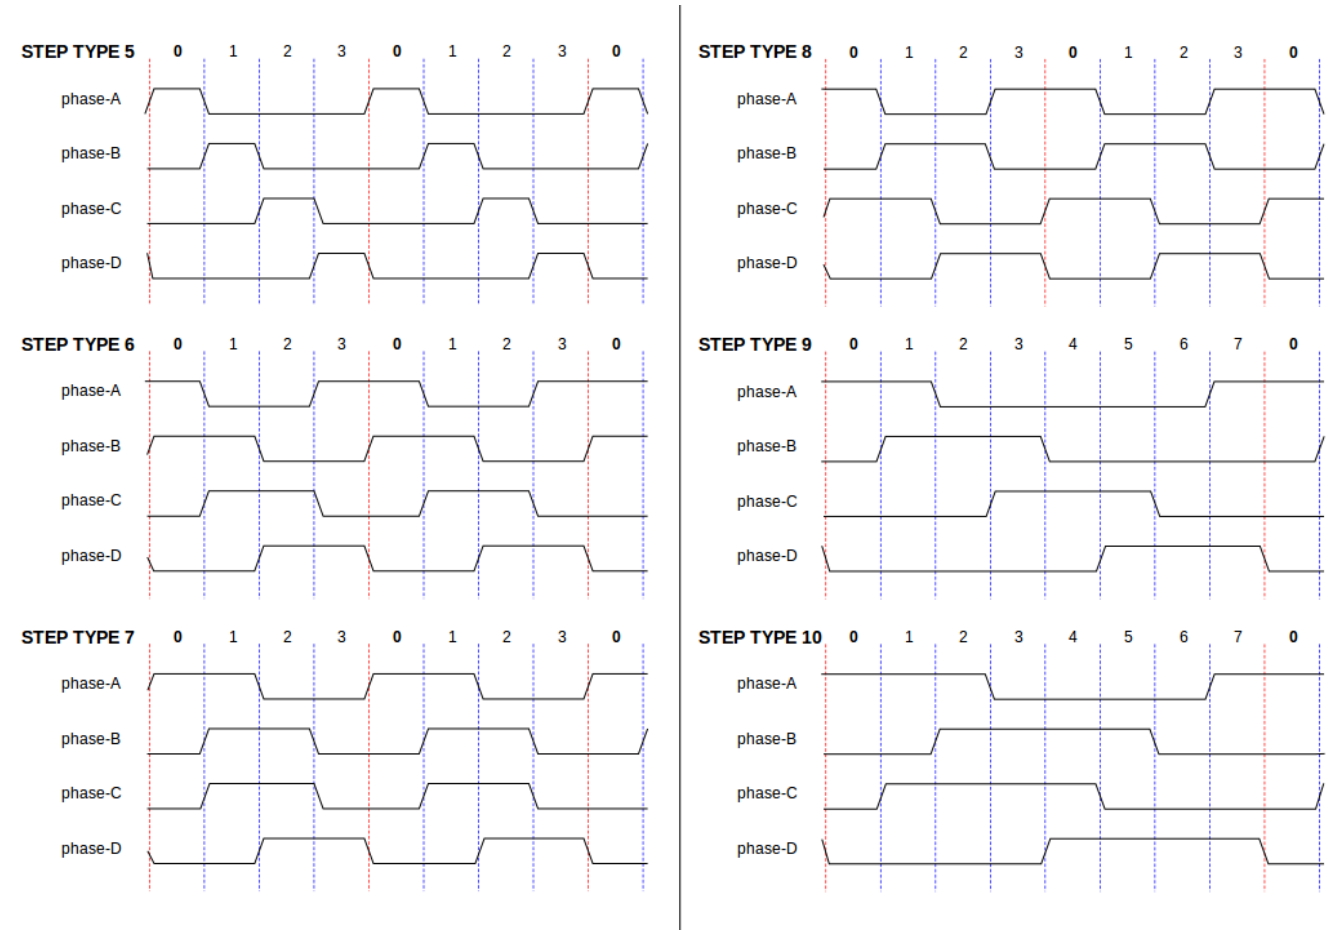 STEP TYPE 5 0 1 2 3 0 1 2 3 0
phase-A
phase-B
phase-C
phase-D
STEP TYPE 6 0 1 2 3 0 1 2 3 0
phase-A
phase-B
phase-C
phase-D
STEP TYPE 7 0 1 2 3 0 1 2 3 0
phase-A
phase-B
phase-C
phase-D
STEP TYPE 8 0 1 2 3 0 1 2 3 0
phase-A
phase-B
phase-C
phase-D
STEP TYPE 9 0 1 2 3 4 5 6 7 0
phase-A
phase-B
phase-C
phase-D
STEP TYPE 10 0 1 2 3 4 5 6 7 0
phase-A
phase-B
phase-C
phase-D